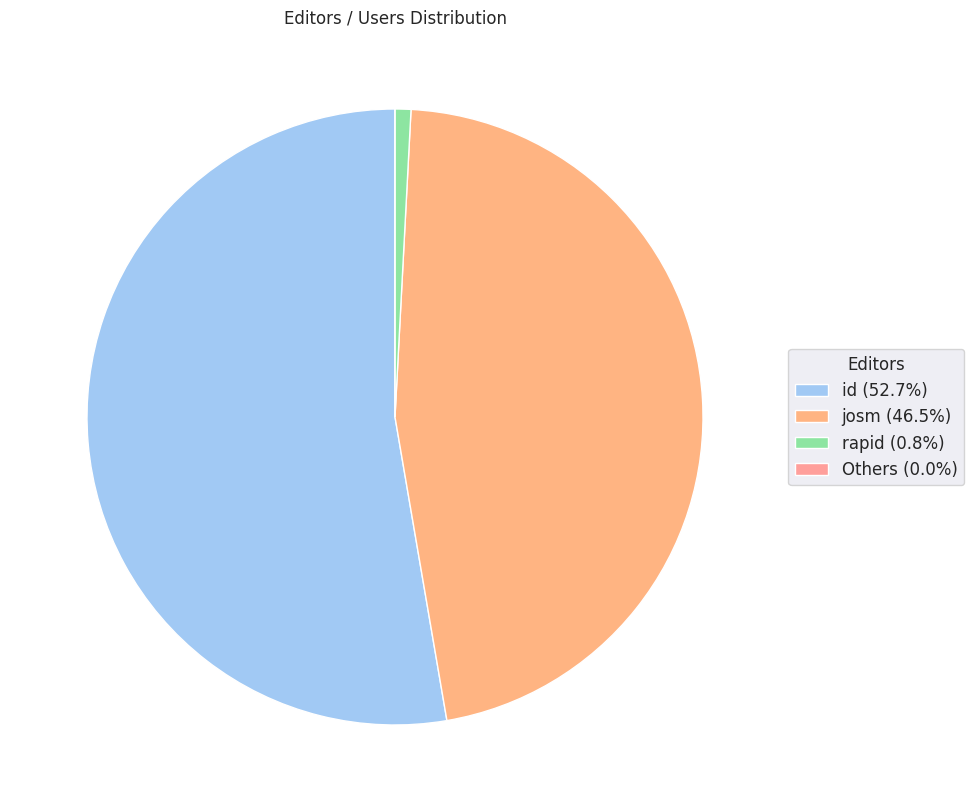 Editors / Users Distribution
Editors
id (52.7%)
josm (46.5%)
rapid (0.8%)
Others (0.0%)